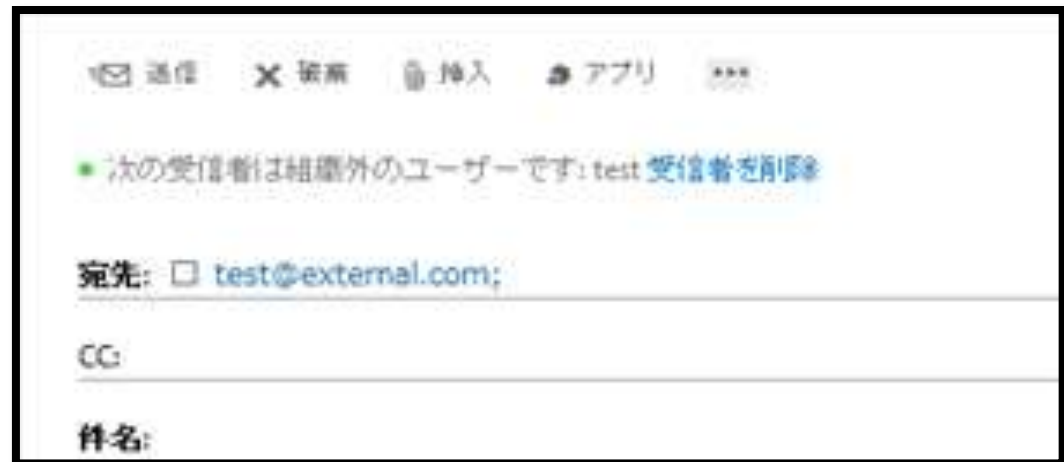 送信 破棄 挿入 アプリ •••
次の受信者は組織外のユーザーです: test 受信者を削除
宛先: test@external.com;
CC:
件名: